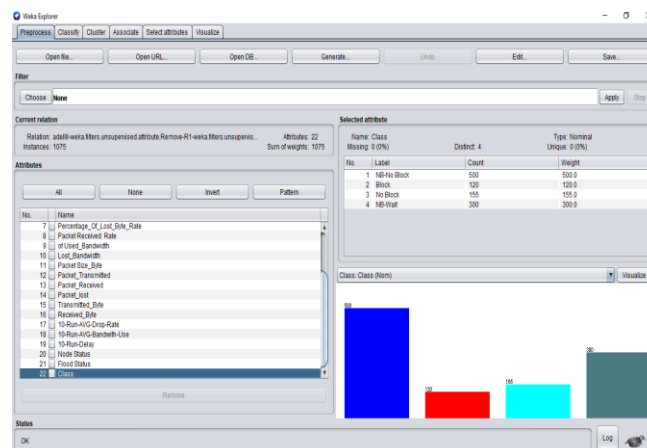 Weka Explorer
Preprocess Classify Cluster Associate Select attributes Visualize
Open file... Open URL... Open DB... Generate... Undo Edit... Save...
Filter
Choose None Apply Stop
Current relation
Relation: adelili-weka.filters.unsupervised.attribute.Remove-R1-weka.filters.unsupervis... Attributes: 22
Instances: 1075 Sum of weights: 1075
Attributes
All None Invert Pattern
No. Name
7 Percentage_Of_Lost_Byte_Rate
8 Packet Received Rate
9 of Used_Bandwidth
10 Lost_Bandwidth
11 Packet Size_Byte
12 Packet_Transmitted
13 Packet_Received
14 Packet_lost
15 Transmitted_Byte
16 Received_Byte
17 10-Run-AVG-Drop-Rate
18 10-Run-AVG-Bandwith-Use
19 10-Run-Delay
20 Node Status
21 Flood Status
22 Class
Remove
Selected attribute
Name: Class Type: Nominal
Missing: 0 (0%) Distinct: 4 Unique: 0 (0%)
No. Label Count Weight
1 NB-No Block 500 500.0
2 Block 120 120.0
3 No Block 155 155.0
4 NB-Wait 300 300.0
Class: Class (Nom) Visualize
500
120
155
300
Status
OK
Log